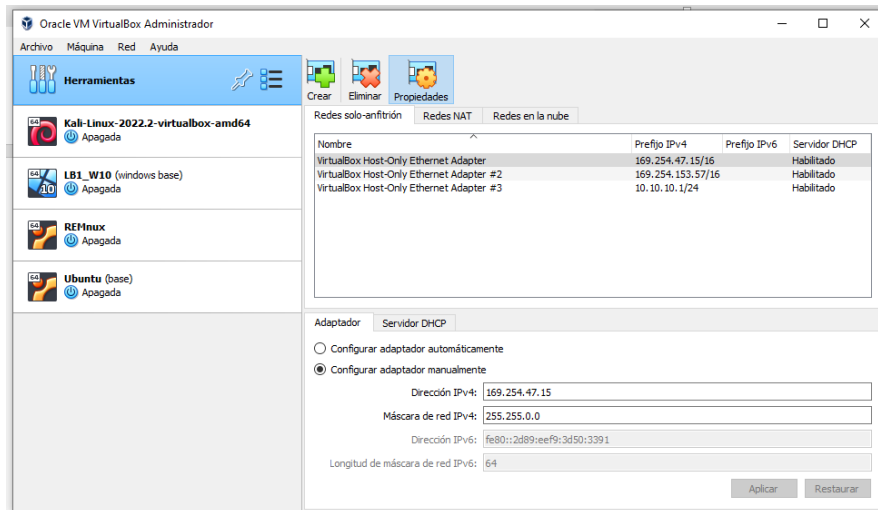 Oracle VM VirtualBox Administrador
Archivo Máquina Red Ayuda
Herramientas
64
Kali-Linux-2022.2-virtualbox-amd64
Apagada
64
10
LB1_W10 (windows base)
Apagada
64
REMnux
Apagada
64
Ubuntu (base)
Apagada
Crear Eliminar Propiedades
Redes solo-anfitrión Redes NAT Redes en la nube
Nombre Prefijo IPv4 Prefijo IPv6 Servidor DHCP
VirtualBox Host-Only Ethernet Adapter 169.254.47.15/16 Habilitado
VirtualBox Host-Only Ethernet Adapter #2 169.254.153.57/16 Habilitado
VirtualBox Host-Only Ethernet Adapter #3 10.10.10.1/24 Habilitado
Adaptador Servidor DHCP
Configurar adaptador automáticamente
Configurar adaptador manualmente
Dirección IPv4: 169.254.47.15
Máscara de red IPv4: 255.255.0.0
Dirección IPv6: fe80::2d89:eef9:3d50:3391
Longitud de máscara de red IPv6: 64
Aplicar Restaurar